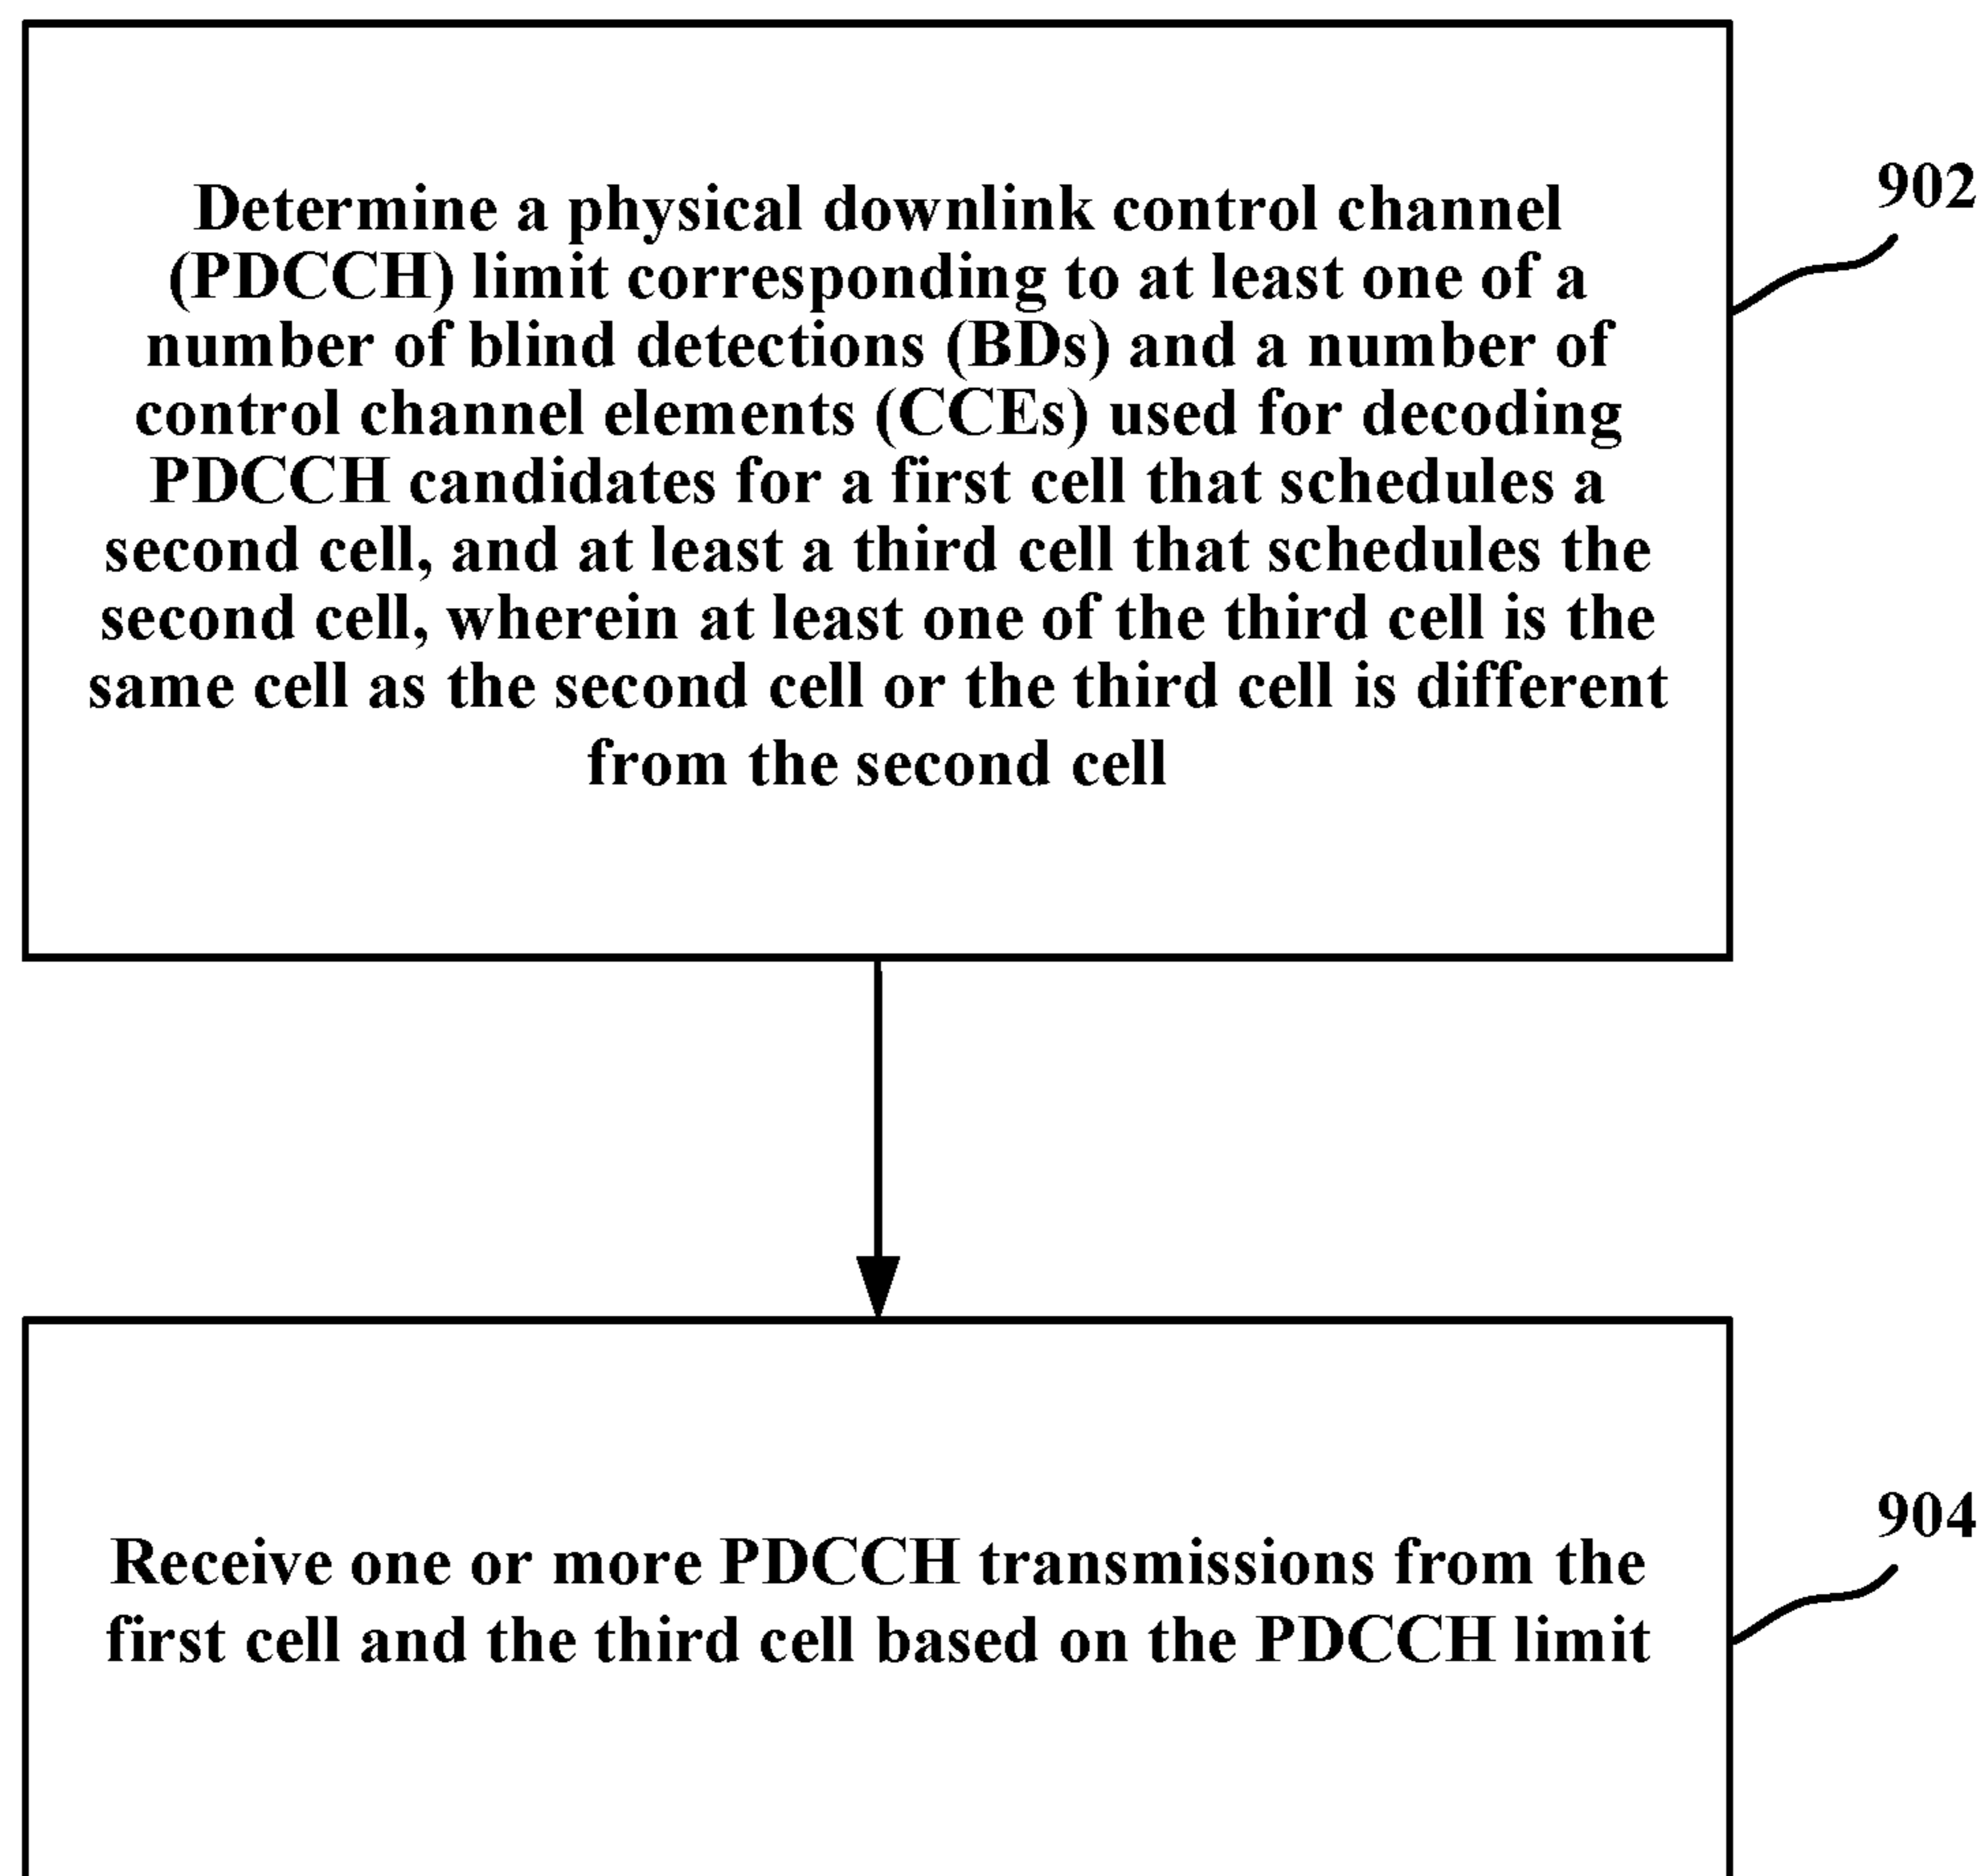 Determine a physical downlink control channel
(PDCCH) limit corresponding to at least one of a
number of blind detections (BDs) and a number of
control channel elements (CCEs) used for decoding
PDCCH candidates for a first cell that schedules a
second cell, and at least a third cell that schedules the
second cell, wherein at least one of the third cell is the
same cell as the second cell or the third cell is different
from the second cell
902
Receive one or more PDCCH transmissions from the
first cell and the third cell based on the PDCCH limit
904